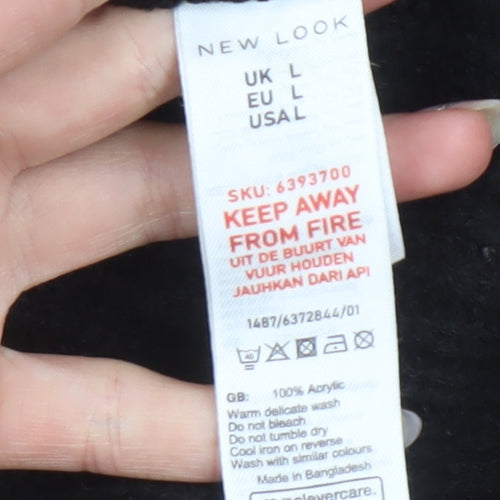 NEW LOOK
UK L
EU L
USA L
SKU: 6393700
KEEP AWAY
FROM FIRE
UIT DE BUURT VAN
VUUR HOUDEN
JAUHKAN DARI API
1487/6372844/01
40
GB: 100% Acrylic
Warm delicate wash
Do not bleach
Do not tumble dry
Cool iron on reverse
Wash with similar colours
Made in Bangladesh